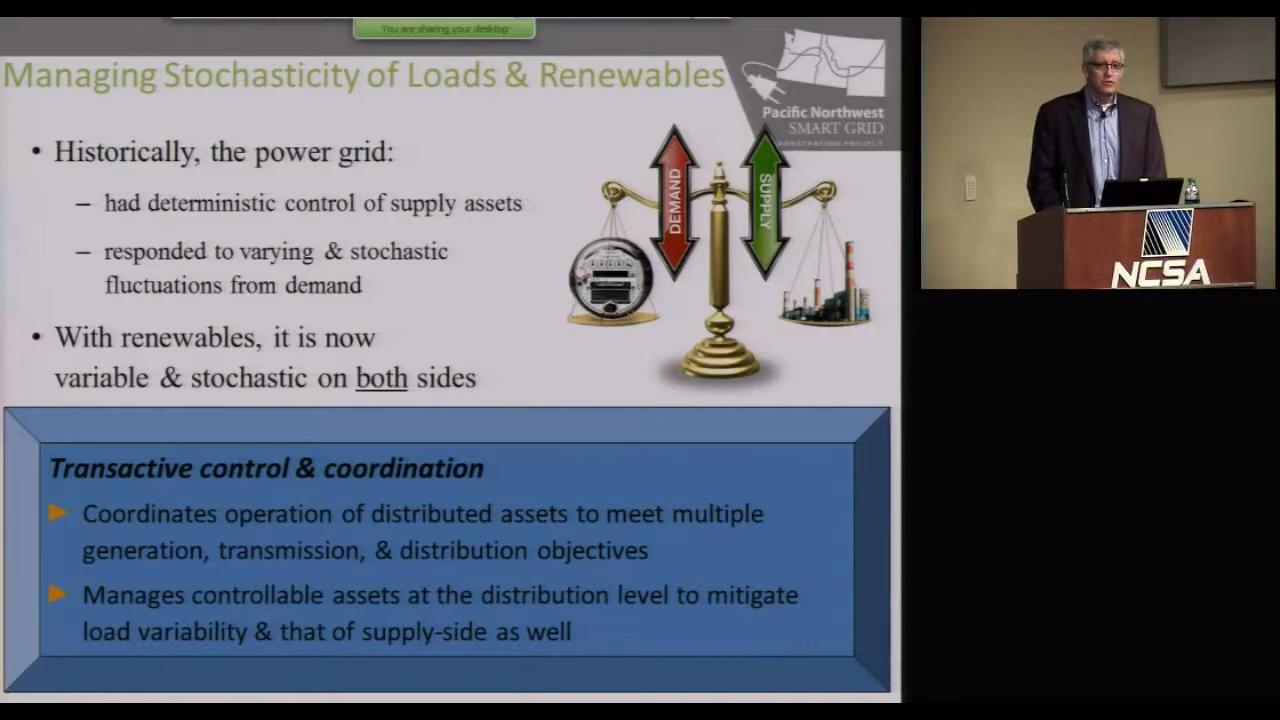 You are sharing your desktop
Managing Stochasticity of Loads & Renewables
Pacific Northwest
SMART GRID
ONSTRATION PROJECT
• Historically, the power grid:
– had deterministic control of supply assets
– responded to varying & stochastic
fluctuations from demand
• With renewables, it is now
variable & stochastic on both sides
DEMAND
SUPPLY
Transactive control & coordination
Coordinates operation of distributed assets to meet multiple
generation, transmission, & distribution objectives
Manages controllable assets at the distribution level to mitigate
load variability & that of supply-side as well
NCSA